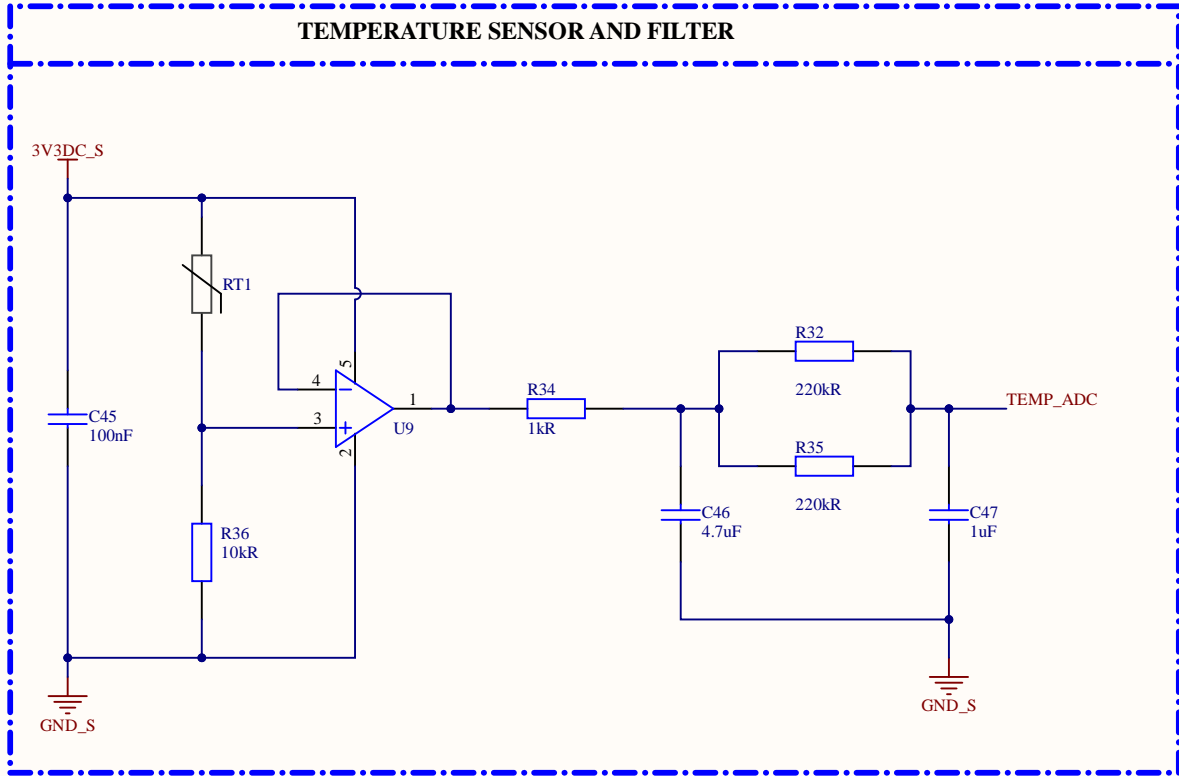 TEMPERATURE SENSOR AND FILTER
3V3DC_S
RT1
C45
100nF
R36
10kR
4
3
5
2
1
U9
R34
1kR
R32
220kR
R35
220kR
C46
4.7uF
C47
1uF
TEMP_ADC
GND_S
GND_S